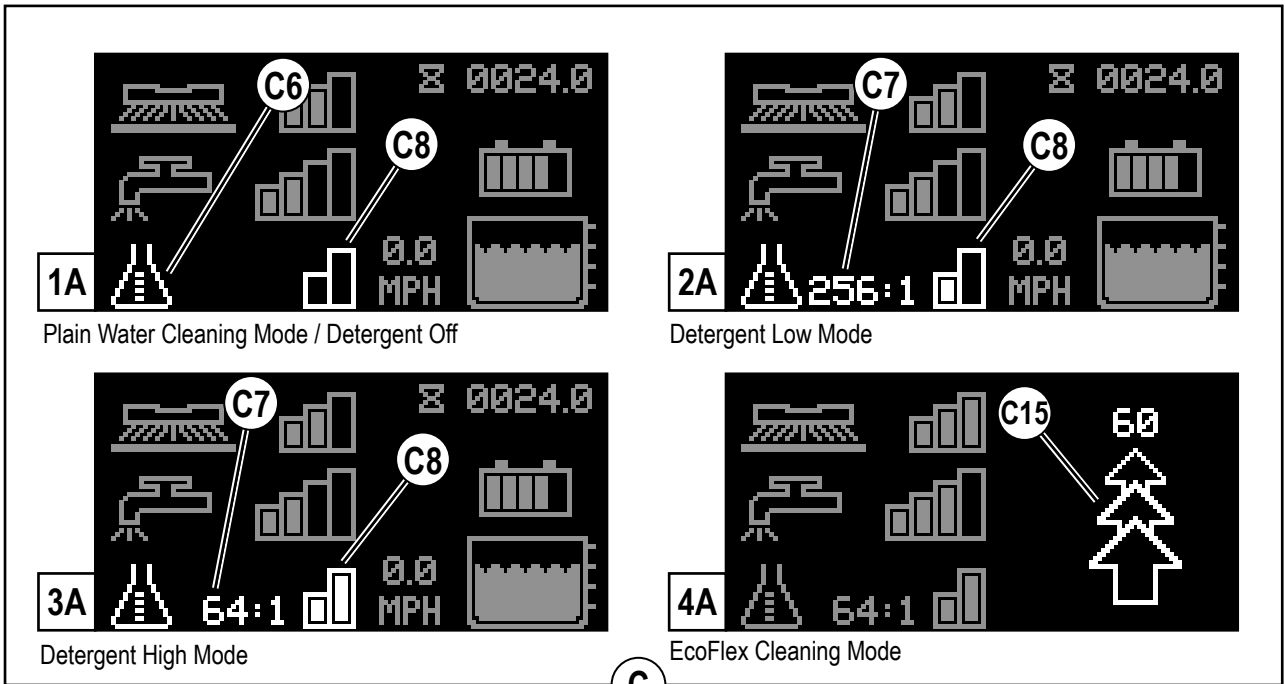 C6
0024.0
C8
0.0
MPH
1A
Plain Water Cleaning Mode / Detergent Off
C7
0024.0
C8
0.0
MPH
2A
256:1
Detergent Low Mode
C7
0024.0
C8
0.0
MPH
3A
64:1
Detergent High Mode
C15
60
4A
64:1
EcoFlex Cleaning Mode
C